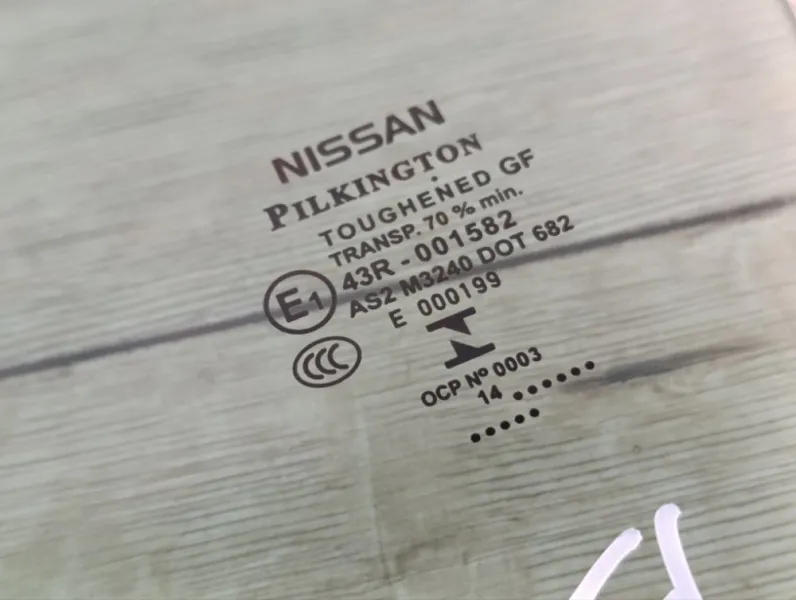 NISSAN
PILKINGTON
TOUGHENED GF
TRANSP. 70 % min.
E1 43R - 001582
AS2 M3240 DOT 682
E 000199
CCC
OCP Nº 0003
14 ......
.....